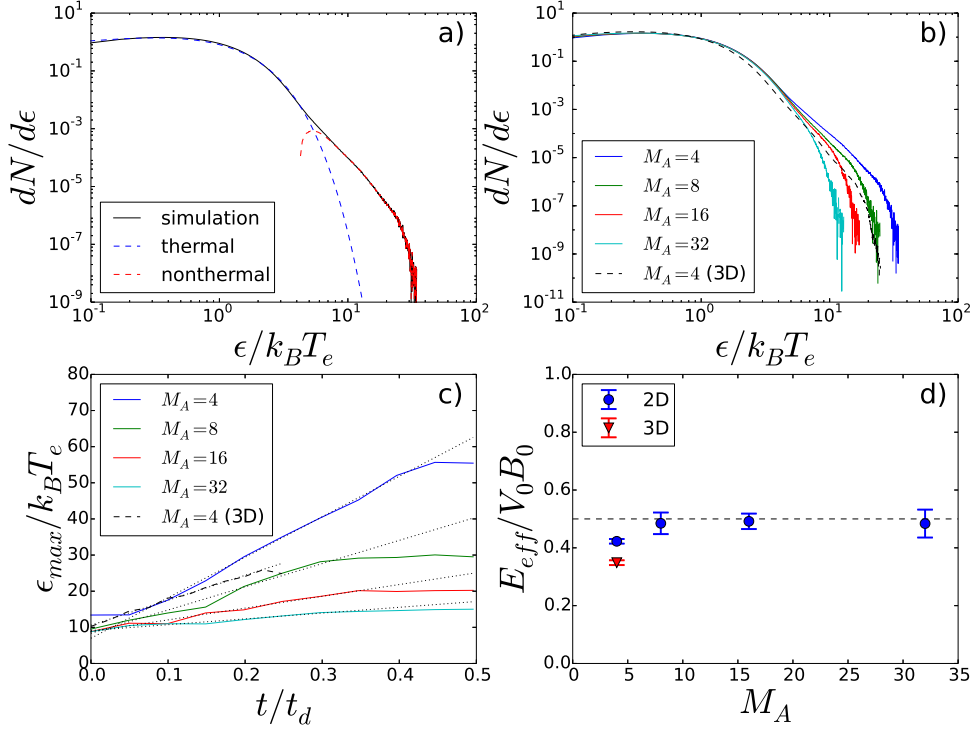 a)
dN/dϵ
10^1
10^-1
10^-3
10^-5
10^-7
10^-9
simulation
thermal
nonthermal
10^-1 10^0 10^1 10^2
ϵ/k_BT_e
b)
dN/dϵ
10^1
10^-1
10^-3
10^-5
10^-7
10^-9
10^-11
M_A=4
M_A=8
M_A=16
M_A=32
M_A=4 (3D)
10^-1 10^0 10^1 10^2
ϵ/k_BT_e
c)
ϵ_max/k_BT_e
80
70
60
50
40
30
20
10
0
M_A=4
M_A=8
M_A=16
M_A=32
M_A=4 (3D)
0.0 0.1 0.2 0.3 0.4 0.5
t/t_d
d)
E_eff/V_0B_0
1.0
0.8
0.6
0.4
0.2
0.0
2D
3D
0 5 10 15 20 25 30 35
M_A